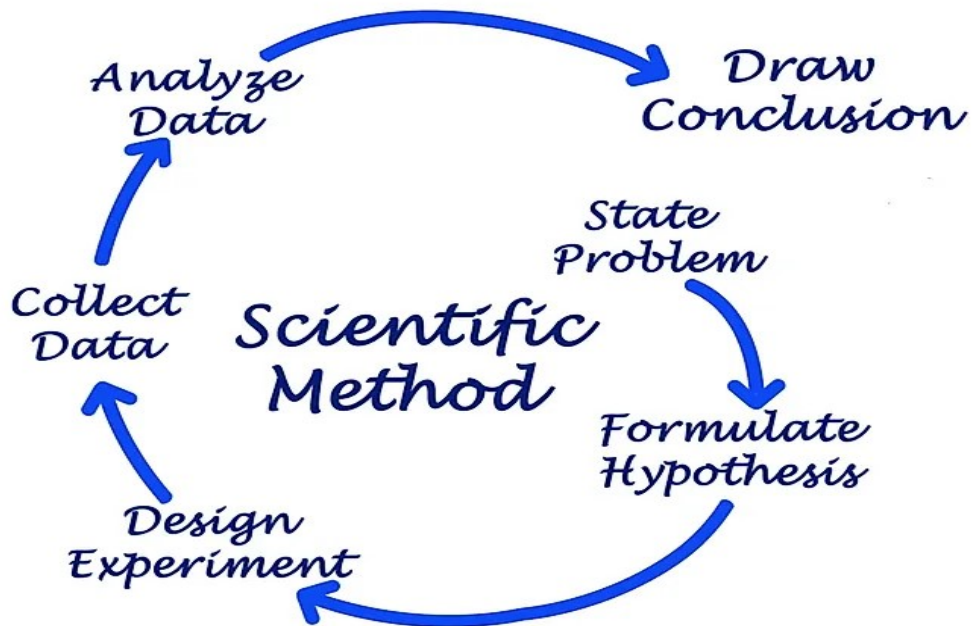 Scientific
Method
State
Problem
Formulate
Hypothesis
Design
Experiment
Collect
Data
Analyze
Data
Draw
Conclusion